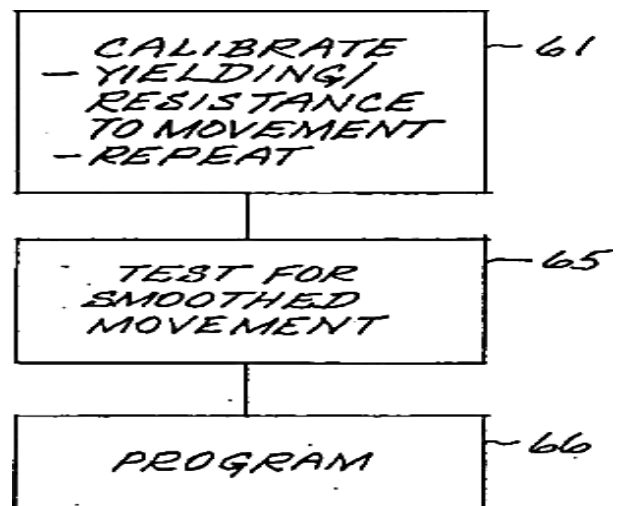 CALIBRATE
- YIELDING/
RESISTANCE
TO MOVEMENT
- REPEAT
61
TEST FOR
SMOOTHED
MOVEMENT
65
PROGRAM
66